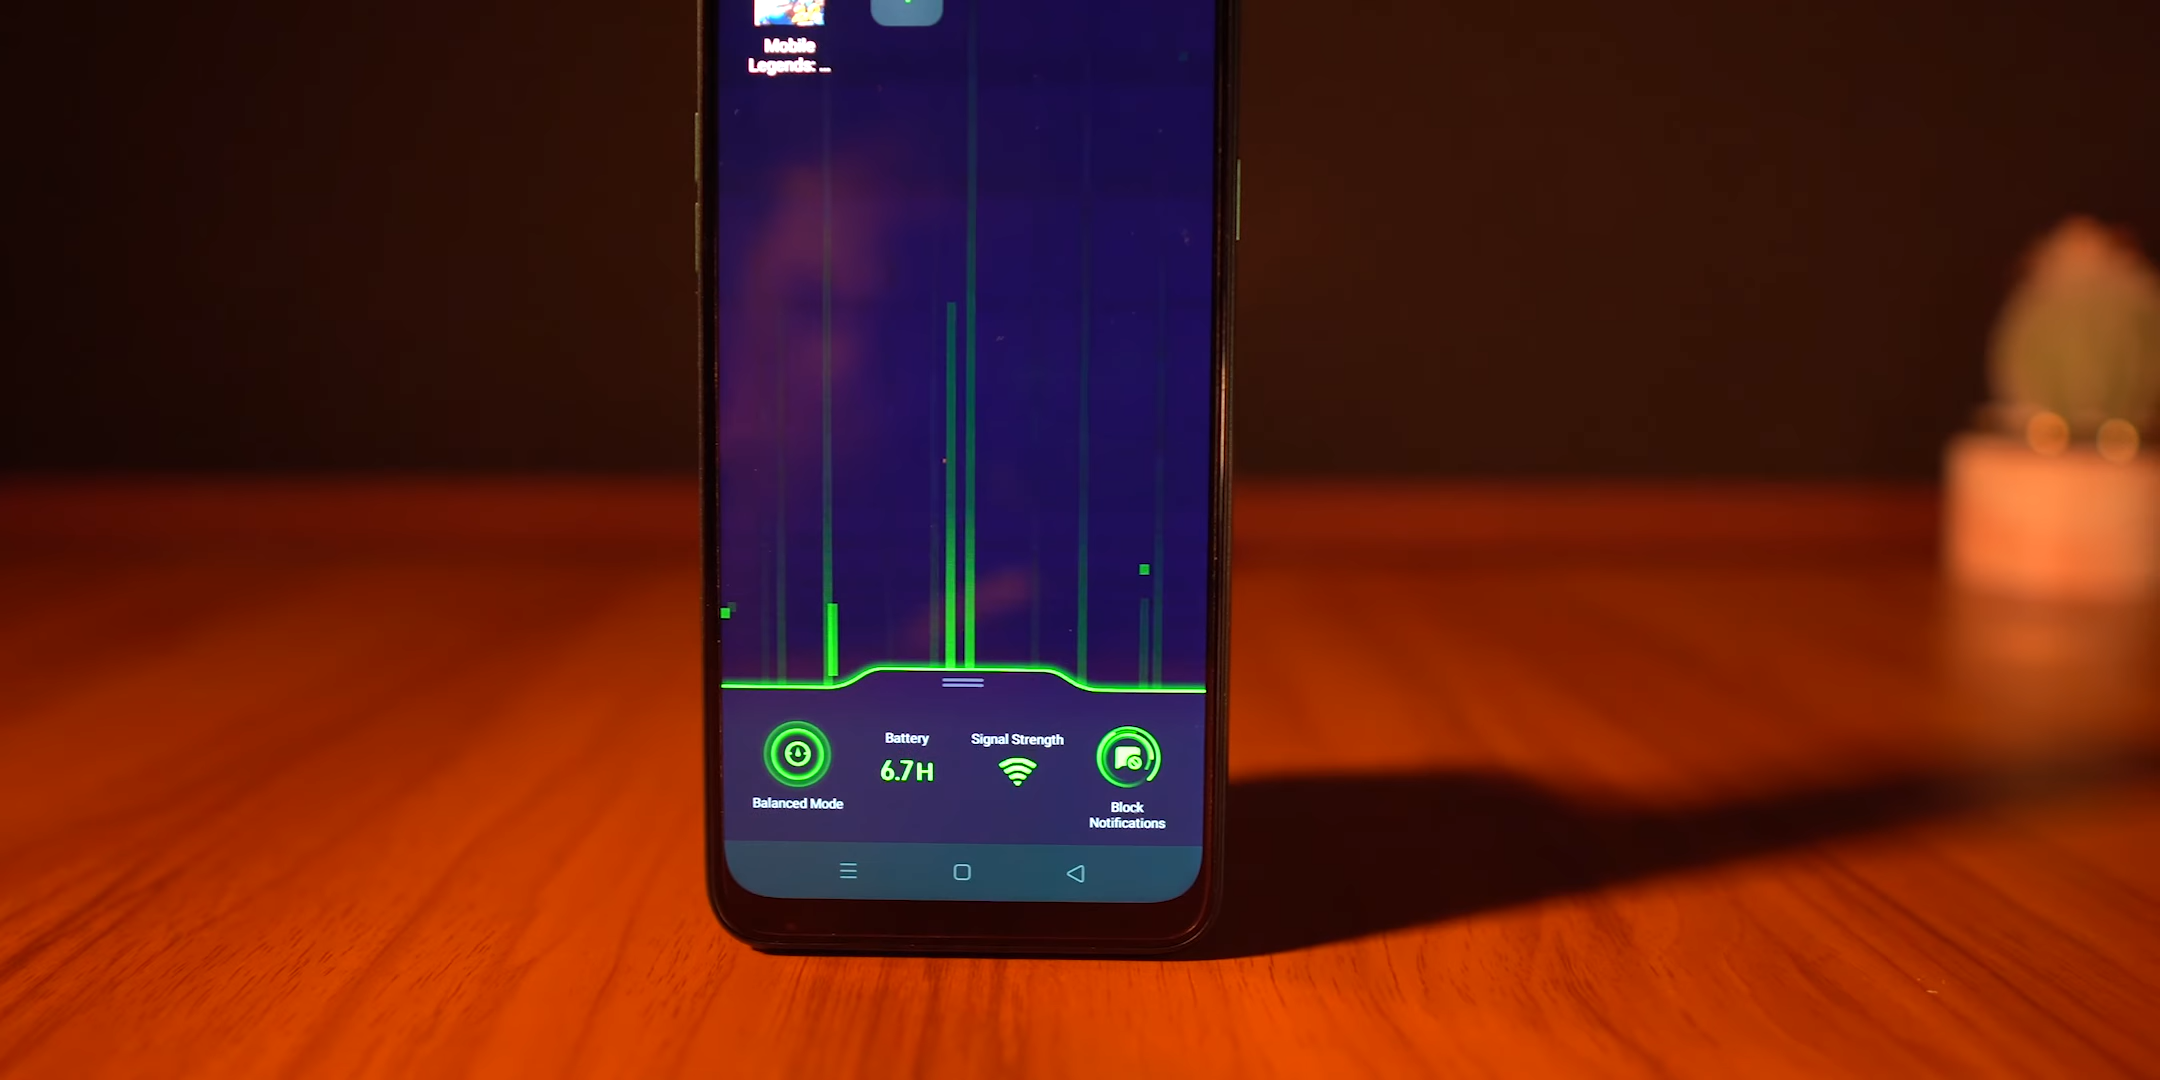 Mobile
Legends: ...
Battery
Signal Strength
6.7H
Balanced Mode
Block
Notifications